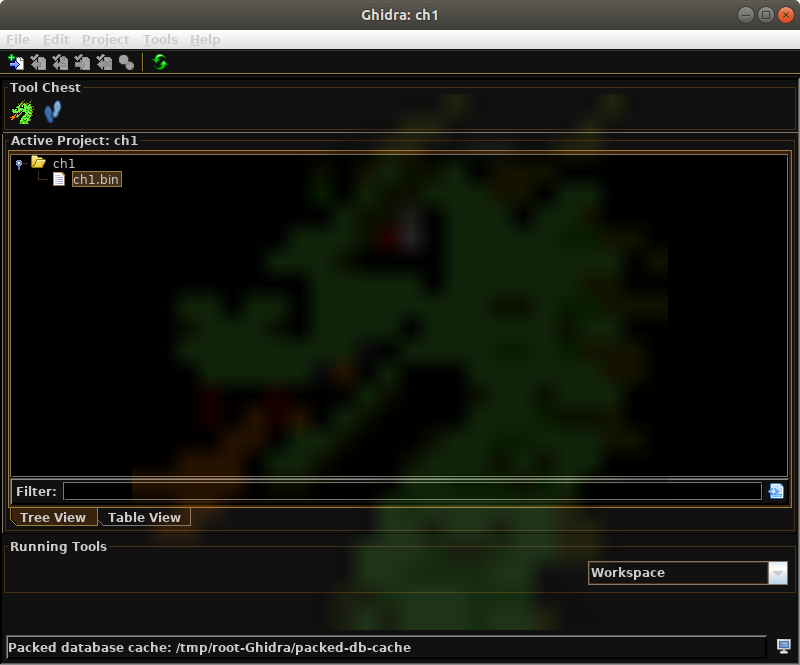 Ghidra: ch1
File Edit Project Tools Help
Tool Chest
Active Project: ch1
ch1
ch1.bin
Filter:
Tree View Table View
Running Tools
Workspace
Packed database cache: /tmp/root-Ghidra/packed-db-cache